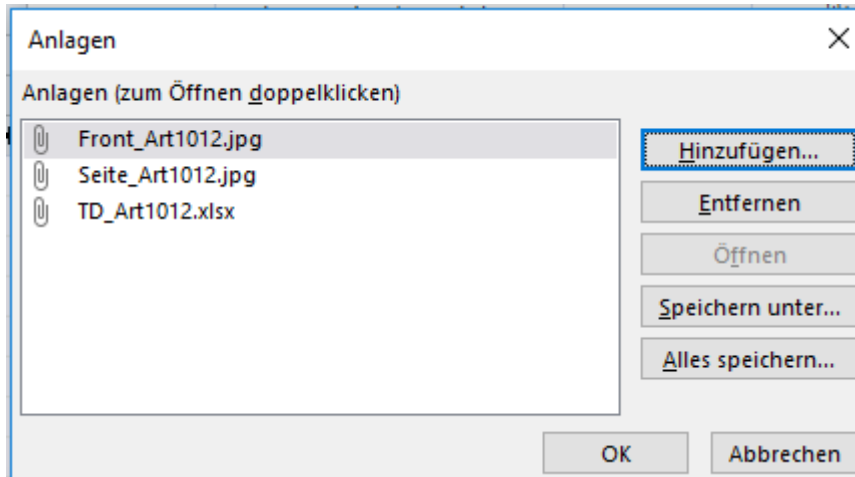 Anlagen
Anlagen (zum Öffnen doppelklicken)
Front_Art1012.jpg
Seite_Art1012.jpg
TD_Art1012.xlsx
Hinzufügen...
Entfernen
Öffnen
Speichern unter...
Alles speichern...
OK
Abbrechen